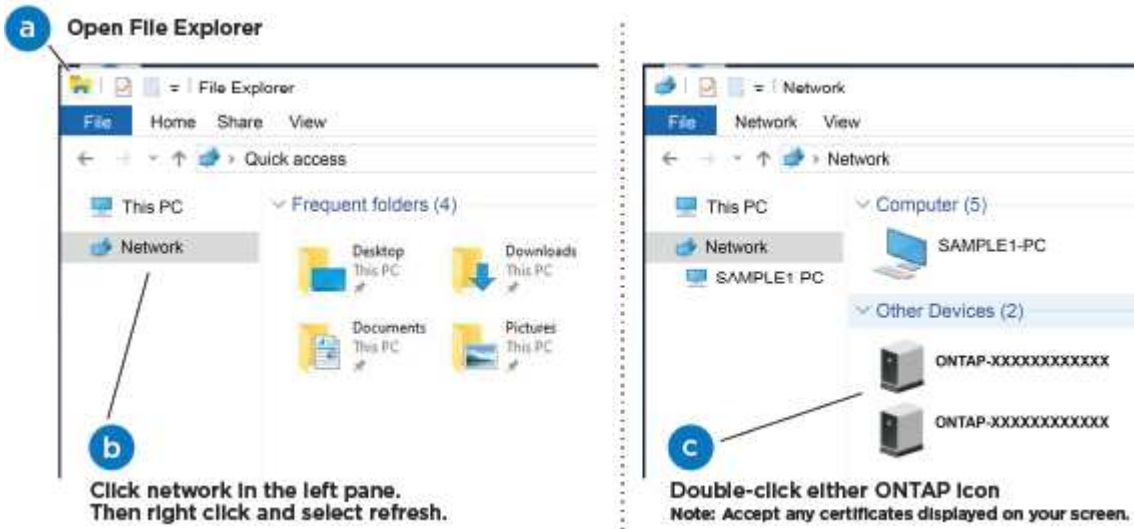 a Open File Explorer
File Explorer
File Home Share View
Quick access
This PC
Network
Frequent folders (4)
Desktop
This PC
Downloads
This PC
Documents
This PC
Pictures
This PC
b
Click network in the left pane.
Then right click and select refresh.
Network
File Network View
Network
This PC
Network
SAMPLE1 PC
Computer (5)
SAMPLE1-PC
Other Devices (2)
ONTAP-XXXXXXXXXXXX
ONTAP-XXXXXXXXXXXX
c
Double-click either ONTAP icon
Note: Accept any certificates displayed on your screen.